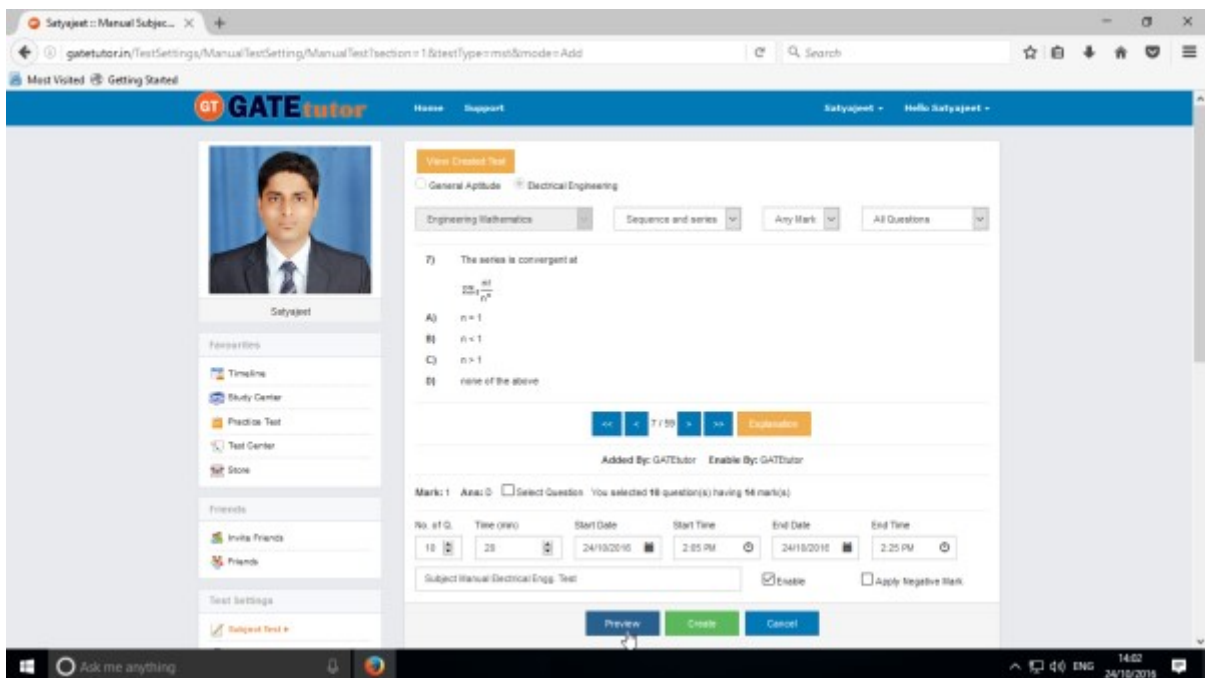 Satyajeet :: Manual Subjec...
gatetutor.in/TestSettings/ManualTestSetting/ManualTest?section=1&testType=mst&mode=Add
Search
Most Visited Getting Started
GT GATEtutor Home Support Satyajeet Hello Satyajeet
View Created Test
General Aptitude Electrical Engineering
Engineering Mathematics Sequence and series Any Mark All Questions
7) The series is convergent at
A) n = 1
B) n < 1
C) n > 1
D) none of the above
<< < 7 / 59 > >> Explanation
Added By: GATEtutor Enable By: GATEtutor
Mark: 1 Ans: D Select Question You selected 10 question(s) having 14 mark(s)
No. of Q. Time (min) Start Date Start Time End Date End Time
10 20 24/10/2016 2:05 PM 24/10/2016 2:25 PM
Subject Manual Electrical Engg. Test Enable Apply Negative Mark
Preview Create Cancel
Satyajeet
Favourites
Timeline
Study Center
Practice Test
Test Center
Store
Friends
Invite Friends
Friends
Test Settings
Subject Test
Ask me anything
ENG
14:02
24/10/2016